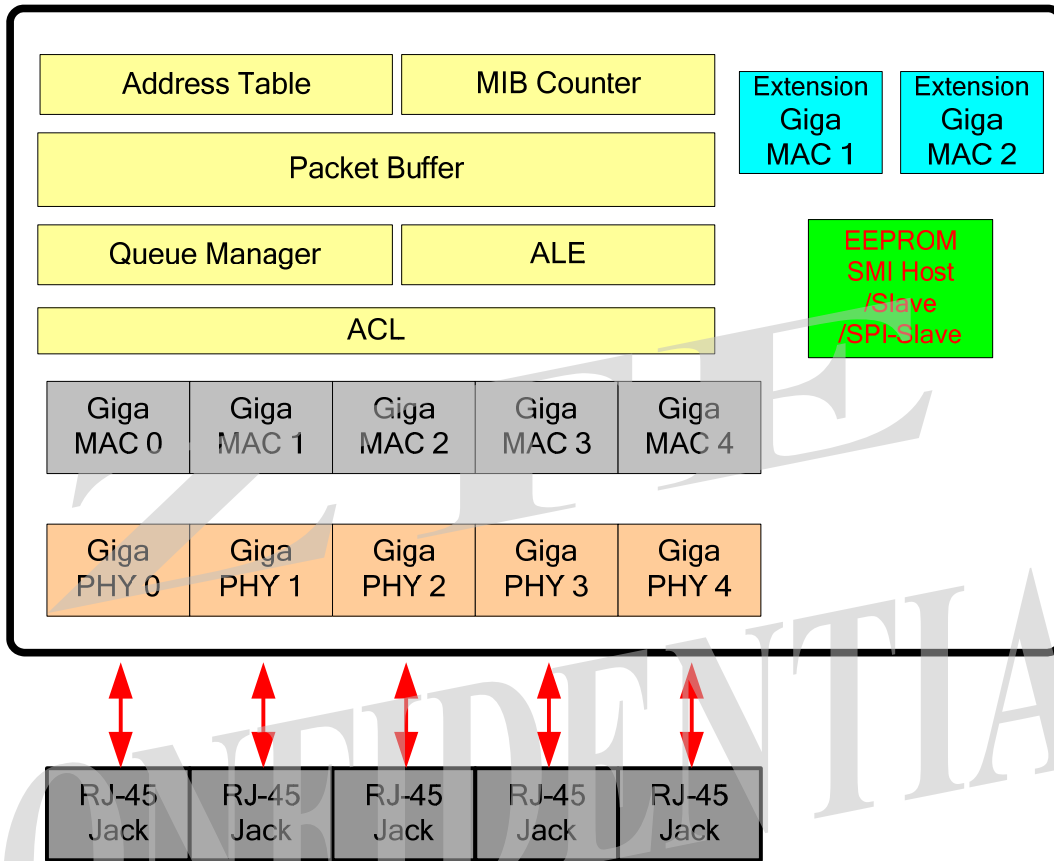 Address Table
MIB Counter
Extension
Giga
MAC 1
Extension
Giga
MAC 2
Packet Buffer
Queue Manager
ALE
EEPROM
SMI Host
/Slave
/SPI-Slave
ACL
Giga
MAC 0
Giga
MAC 1
Giga
MAC 2
Giga
MAC 3
Giga
MAC 4
Giga
PHY 0
Giga
PHY 1
Giga
PHY 2
Giga
PHY 3
Giga
PHY 4
RJ-45
Jack
RJ-45
Jack
RJ-45
Jack
RJ-45
Jack
RJ-45
Jack